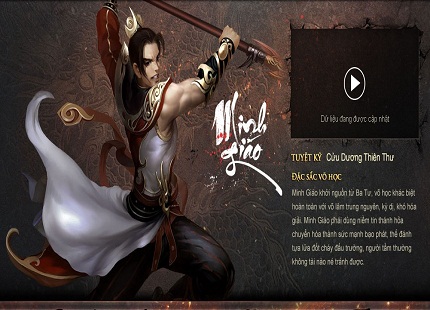 Minh
Giáo
Dữ liệu đang được cập nhật
TUYỆT KỸ Cửu Dương Thiên Thư
ĐẶC SẮC VÕ HỌC
Minh Giáo khởi nguồn từ Ba Tư, võ học khác biệt
hoàn toàn với võ lâm trung nguyên, kỳ dị, khó hóa
giải. Minh Giáo phái dùng niềm tin thánh hỏa
chuyển hóa thành sức mạnh bạo phát, thế đánh
tựa lửa đốt cháy đấu trường, người tầm thường
không tài nào né tránh được.